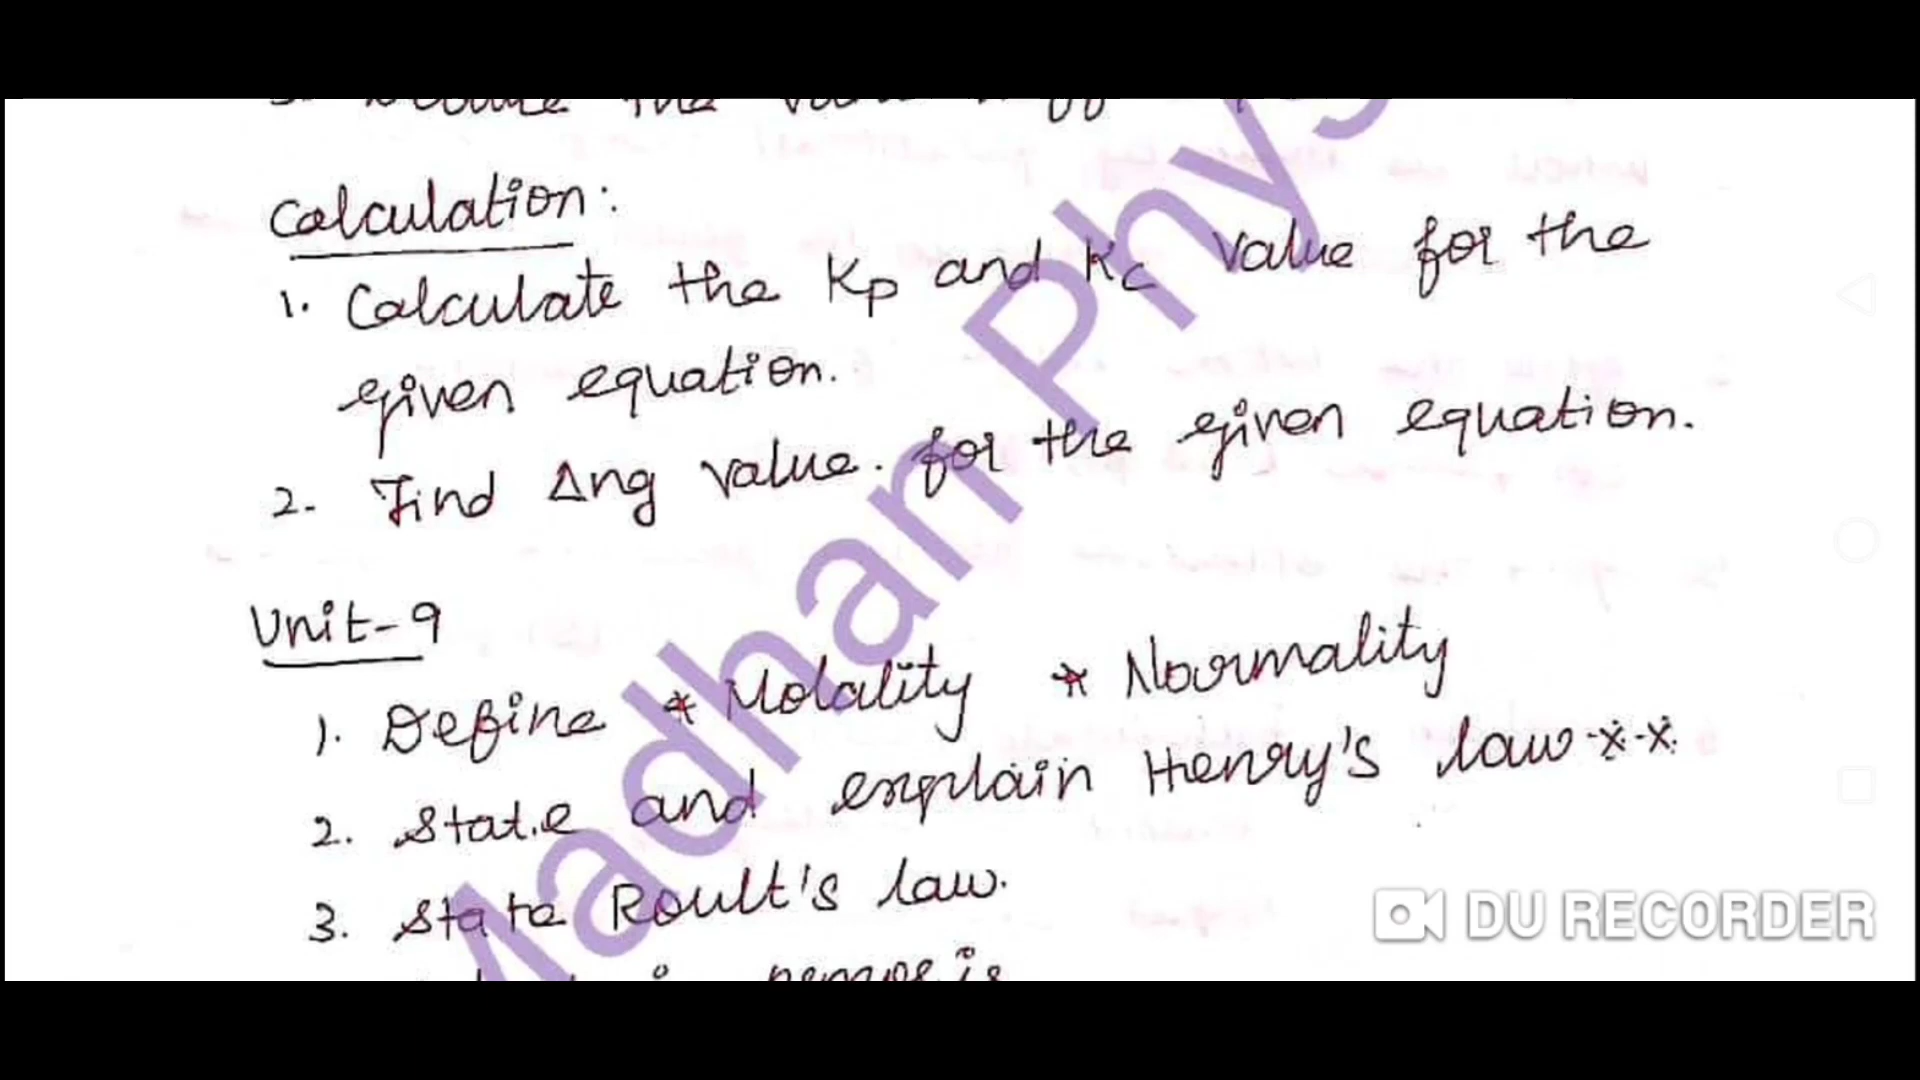 Calculation:
1. Calculate the Kp and Kc value for the
given equation.
2. Find Δng value. for the given equation.
Unit-9
1. Define * Molality * Normality
2. State and explain Henry's law **
3. State Roult's law.
Madhan Phys
DU RECORDER